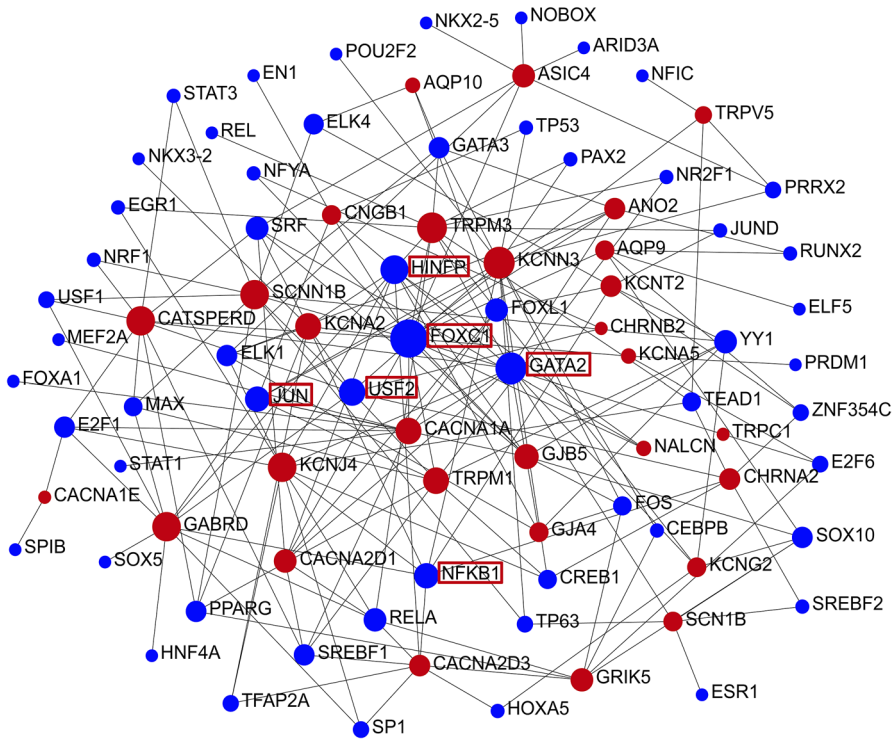 NKX2-5
NOBOX
POU2F2
ARID3A
EN1
AQP10
ASIC4
NFIC
STAT3
ELK4
TP53
TRPV5
REL
GATA3
NKX3-2
NFYA
PAX2
NR2F1
PRRX2
EGR1
SRF
CNGB1
TRPM3
ANO2
JUND
NRF1
HINFP
KCNN3
AQP9
RUNX2
USF1
SCNN1B
KCNT2
CATSPERD
KCNA2
FOXL1
ELF5
MEF2A
FOXC1
CHRNB2
YY1
ELK1
KCNA5
GATA2
PRDM1
FOXA1
JUN
USF2
MAX
TEAD1
ZNF354C
E2F1
CACNA1A
TRPC1
STAT1
KCNJ4
GJB5
NALCN
E2F6
CACNA1E
TRPM1
CHRNA2
GABRD
FOS
SPIB
SOX5
CACNA2D1
GJA4
CEBPB
SOX10
NFKB1
CREB1
KCNG2
PPARG
RELA
TP63
SCN1B
SREBF2
HNF4A
SREBF1
CACNA2D3
GRIK5
TFAP2A
HOXA5
ESR1
SP1